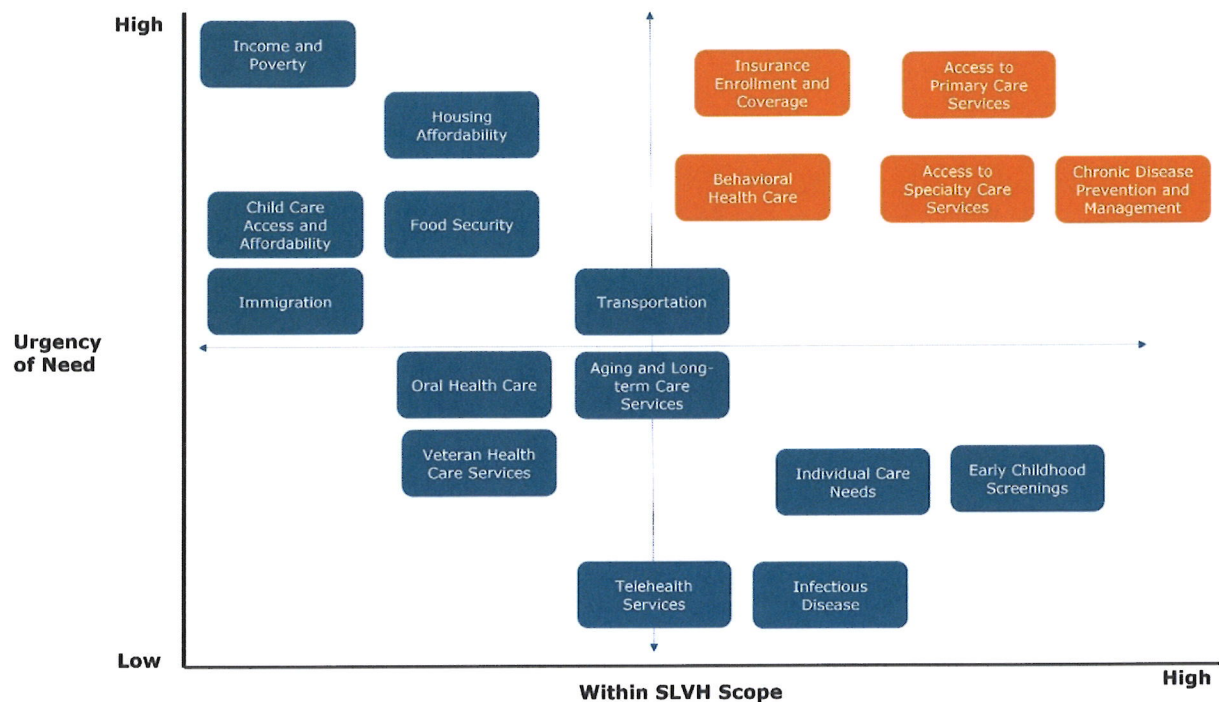 High
Income and
Poverty
Insurance
Enrollment and
Coverage
Access to
Primary Care
Services
Housing
Affordability
Behavioral
Health Care
Access to
Specialty Care
Services
Chronic Disease
Prevention and
Management
Child Care
Access and
Affordability
Food Security
Immigration
Transportation
Urgency
of Need
Oral Health Care
Aging and Long-
term Care
Services
Veteran Health
Care Services
Individual Care
Needs
Early Childhood
Screenings
Telehealth
Services
Infectious
Disease
Low
High
Within SLVH Scope